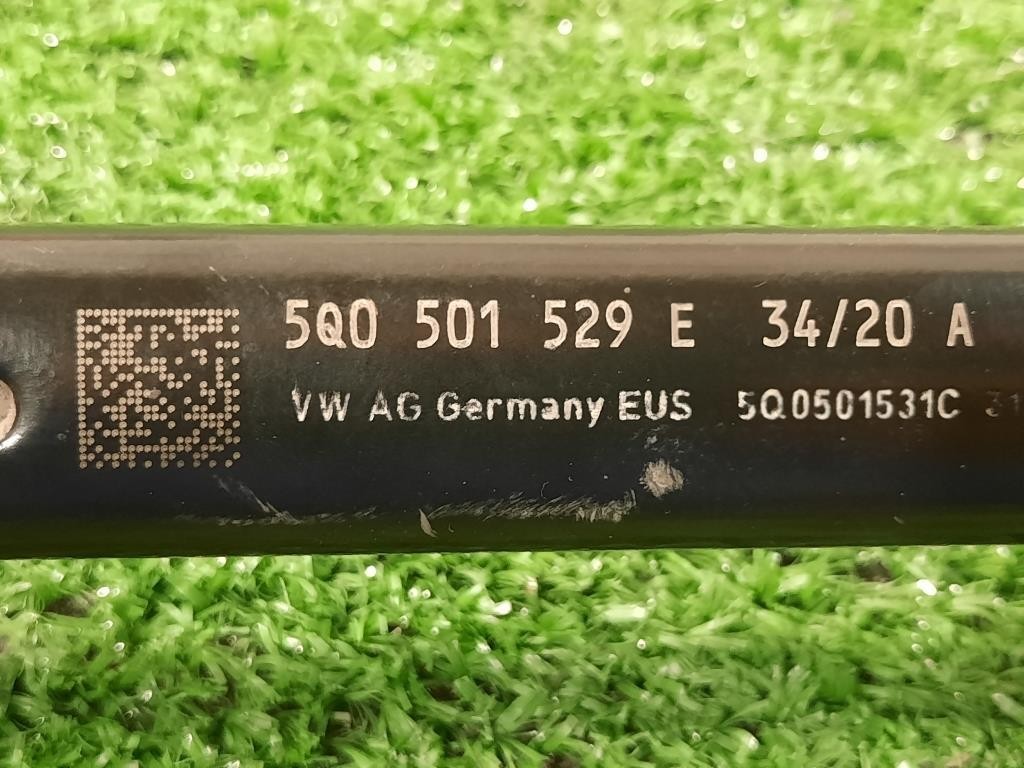 5Q0 501 529 E 34/20 A
VW AG Germany EUS 5Q0501531C